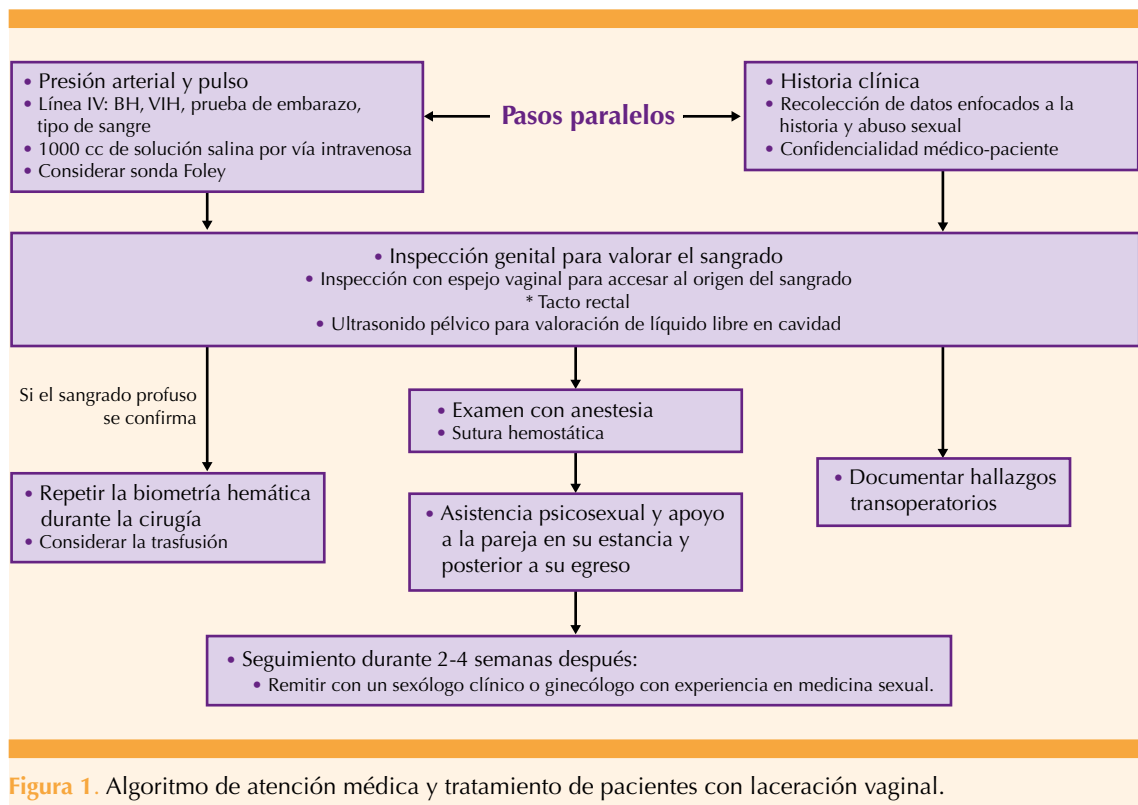 • Presión arterial y pulso
• Línea IV: BH, VIH, prueba de embarazo,
tipo de sangre
• 1000 cc de solución salina por vía intravenosa
• Considerar sonda Foley
Pasos paralelos
• Historia clínica
• Recolección de datos enfocados a la
historia y abuso sexual
• Confidencialidad médico-paciente
• Inspección genital para valorar el sangrado
• Inspección con espejo vaginal para accesar al origen del sangrado
* Tacto rectal
• Ultrasonido pélvico para valoración de líquido libre en cavidad
Si el sangrado profuso
se confirma
• Repetir la biometría hemática
durante la cirugía
• Considerar la trasfusión
• Examen con anestesia
• Sutura hemostática
• Asistencia psicosexual y apoyo
a la pareja en su estancia y
posterior a su egreso
• Documentar hallazgos
transoperatorios
• Seguimiento durante 2-4 semanas después:
• Remitir con un sexólogo clínico o ginecólogo con experiencia en medicina sexual.
Figura 1. Algoritmo de atención médica y tratamiento de pacientes con laceración vaginal.